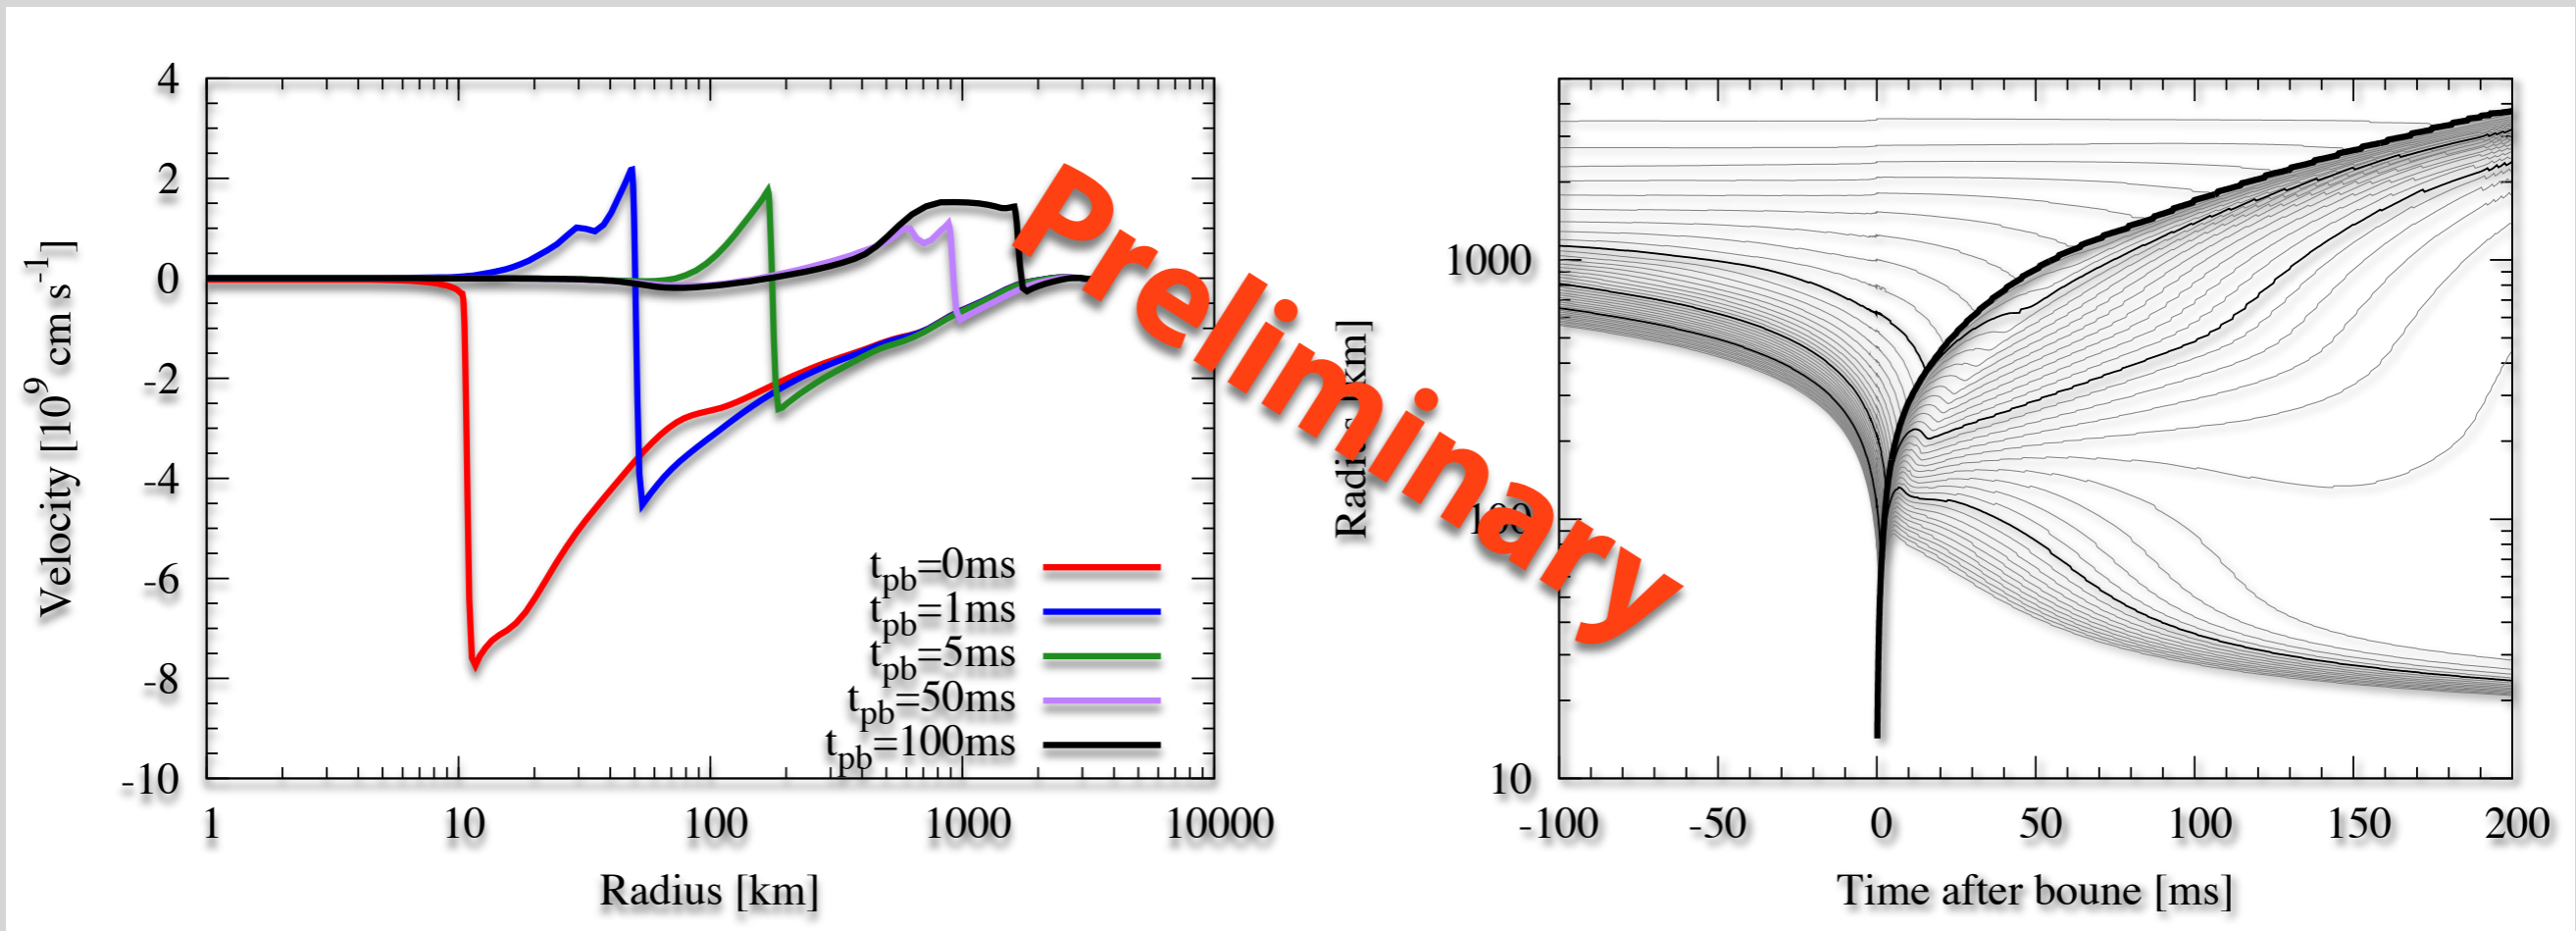 4
2
0
-2
-4
-6
-8
-10
Velocity [10^9 cm s^-1]
1 10 100 1000 10000
Radius [km]
t_pb=0ms
t_pb=1ms
t_pb=5ms
t_pb=50ms
t_pb=100ms
Preliminary
1000
100
10
Radius [km]
-100 -50 0 50 100 150 200
Time after boune [ms]